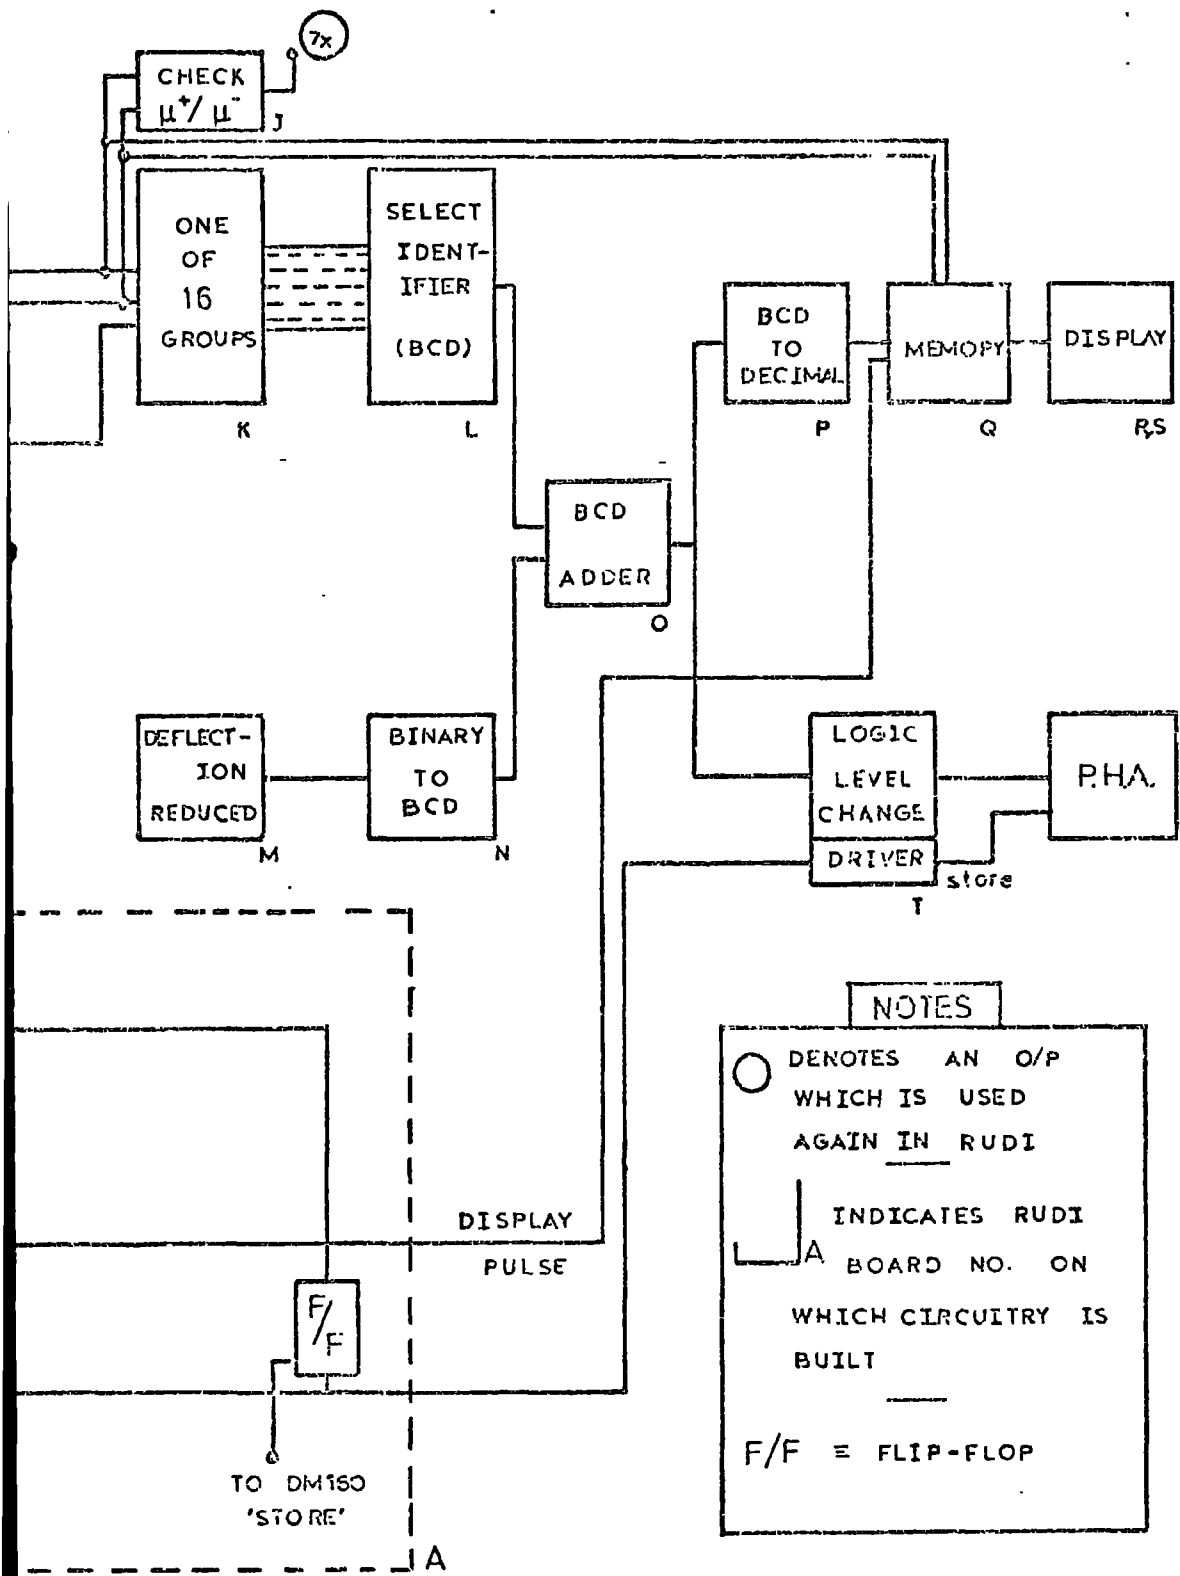 7x
CHECK
μ⁺/μ⁻
J
ONE
OF
16
GROUPS
K
SELECT
IDENT-
IFIER
(BCD)
L
BCD
TO
DECIMAL
P
MEMORY
Q
DISPLAY
R,S
BCD
ADDER
O
DEFLECT-
ION
REDUCED
M
BINARY
TO
BCD
N
LOGIC
LEVEL
CHANGE
DRIVER
store
T
P.H.A.
DISPLAY
PULSE
F/F
TO DM160
'STORE'
A
NOTES
DENOTES AN O/P
WHICH IS USED
AGAIN IN RUDI
A INDICATES RUDI
BOARD NO. ON
WHICH CIRCUITRY IS
BUILT
F/F ≡ FLIP-FLOP